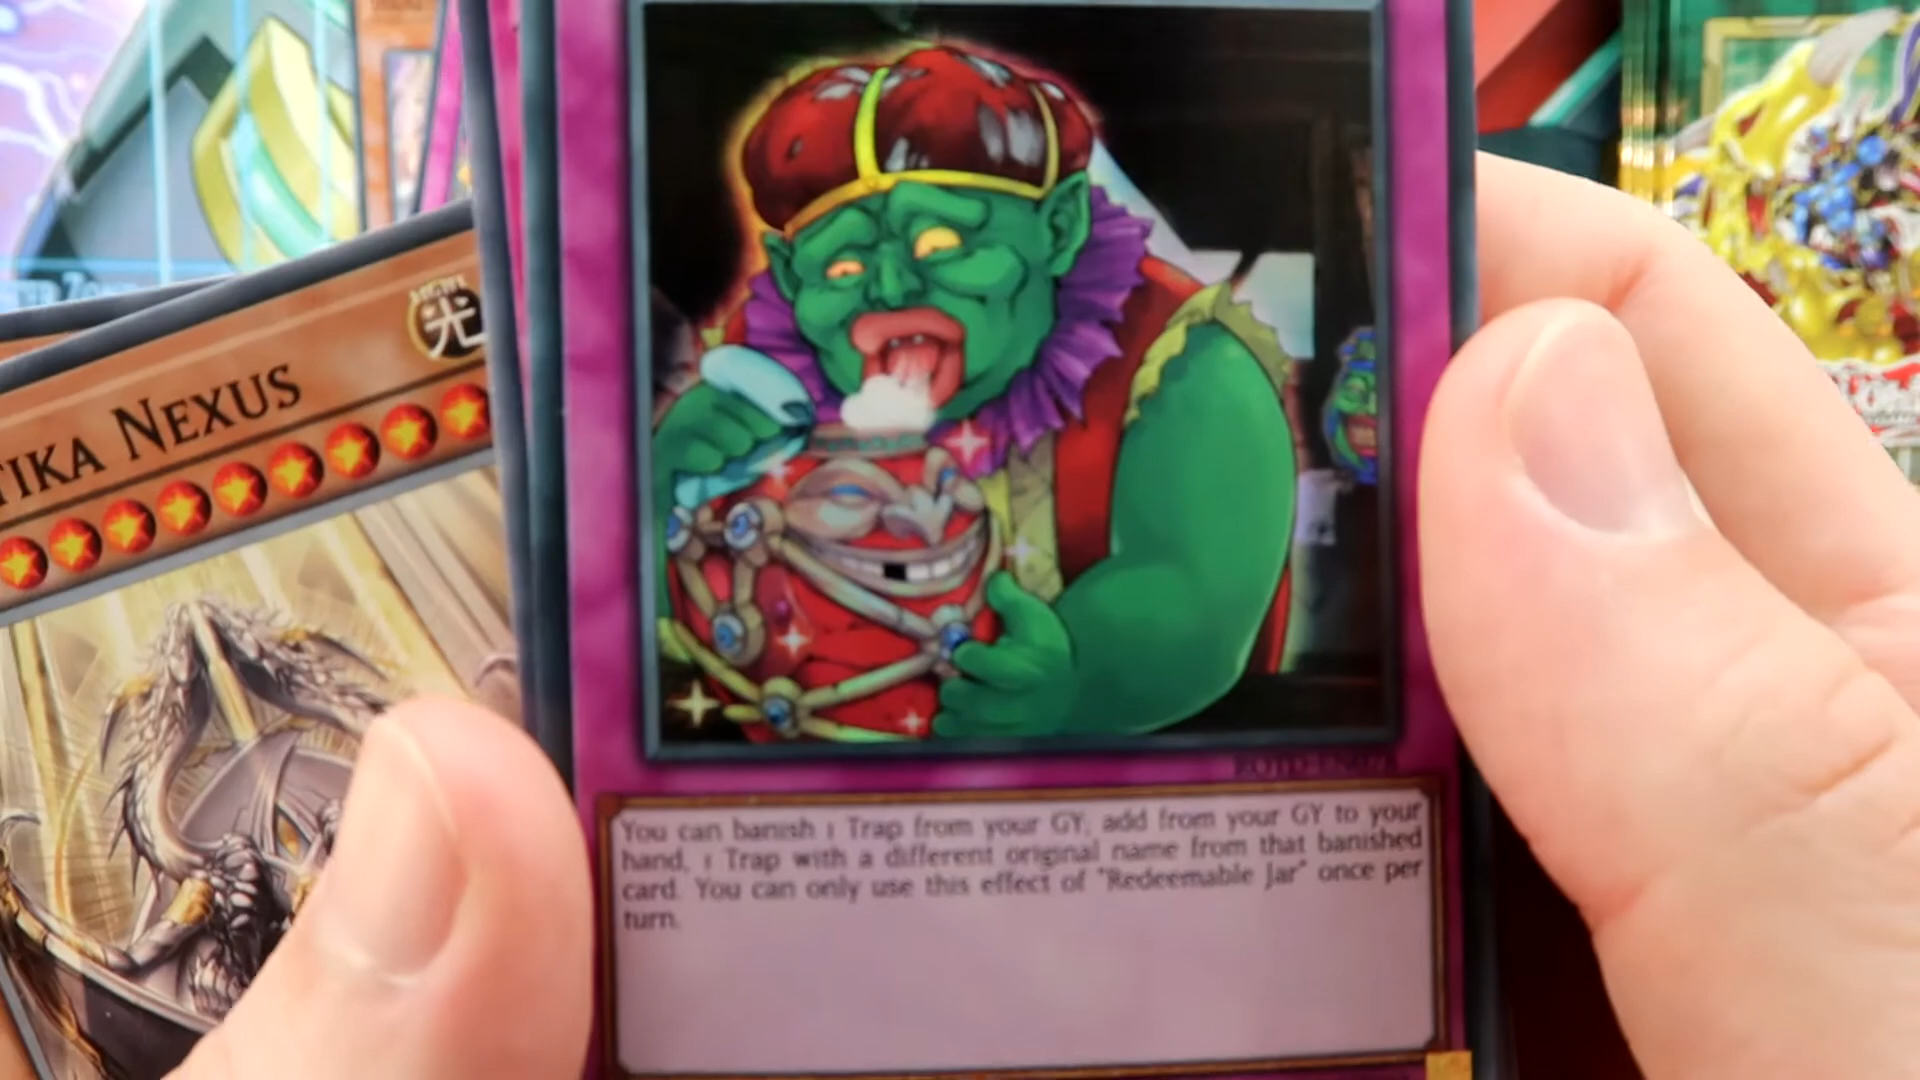 TIKA NEXUS
光
You can banish 1 Trap from your GY; add from your GY to your
hand, 1 Trap with a different original name from that banished
card. You can only use this effect of "Redeemable Jar" once per
turn.